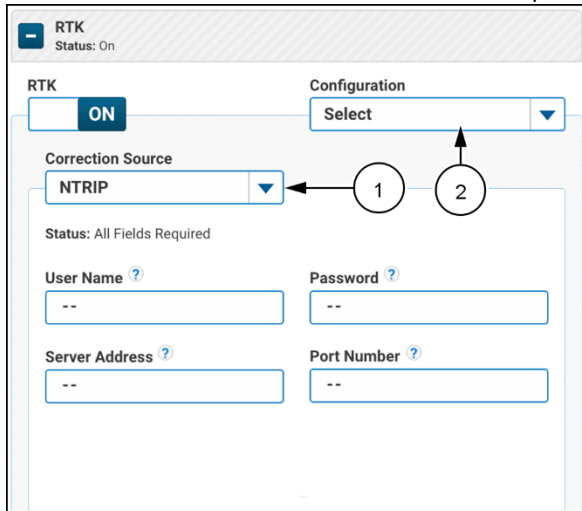 RTK
Status: On
RTK
ON
Configuration
Select
Correction Source
NTRIP
1
2
Status: All Fields Required
User Name ?
--
Password ?
--
Server Address ?
--
Port Number ?
--